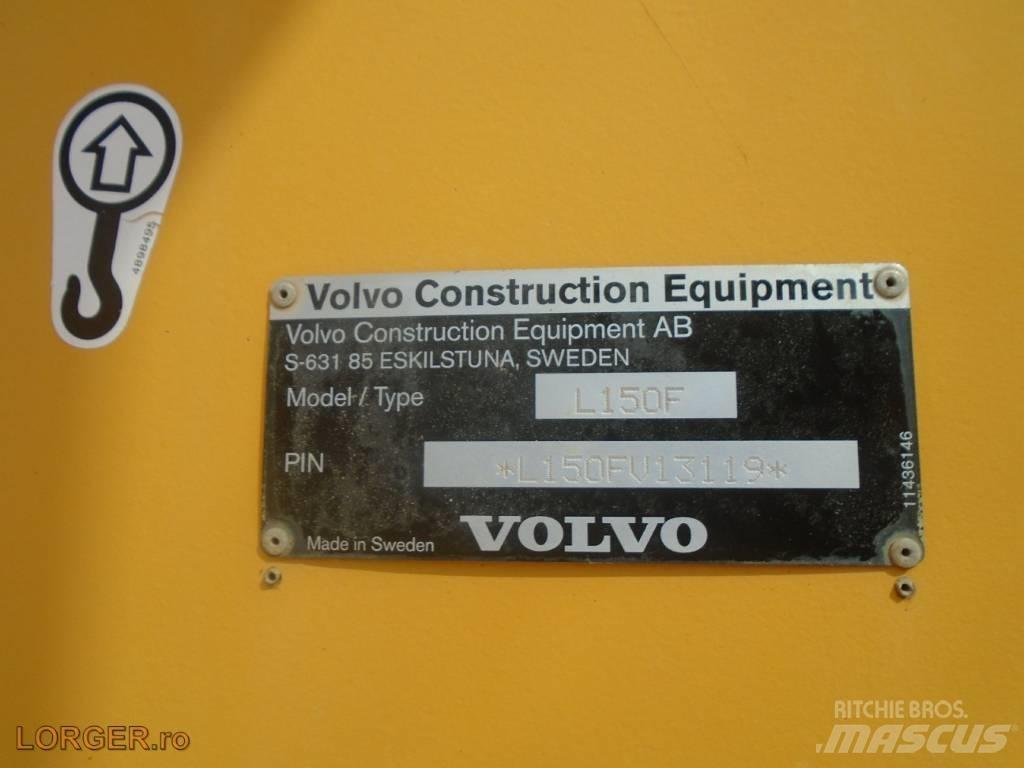 4898495
Volvo Construction Equipment
Volvo Construction Equipment AB
S-631 85 ESKILSTUNA, SWEDEN
Model / Type L150F
PIN *L150FV13119*
11436146
Made in Sweden VOLVO
LORGER.ro
RITCHIE BROS.
MASCUS